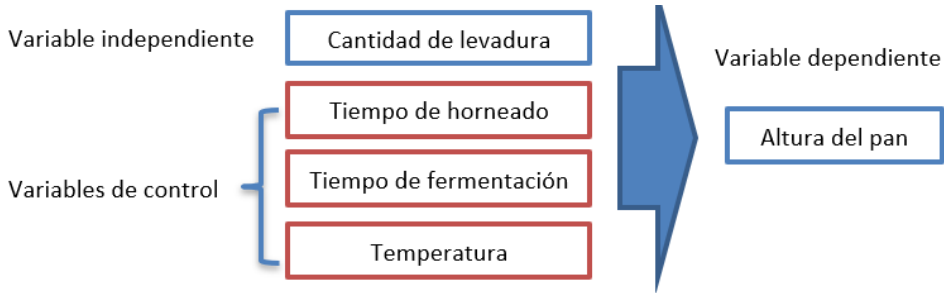 Variable independiente
Cantidad de levadura
Variable dependiente
Tiempo de horneado
Altura del pan
Variables de control
Tiempo de fermentación
Temperatura